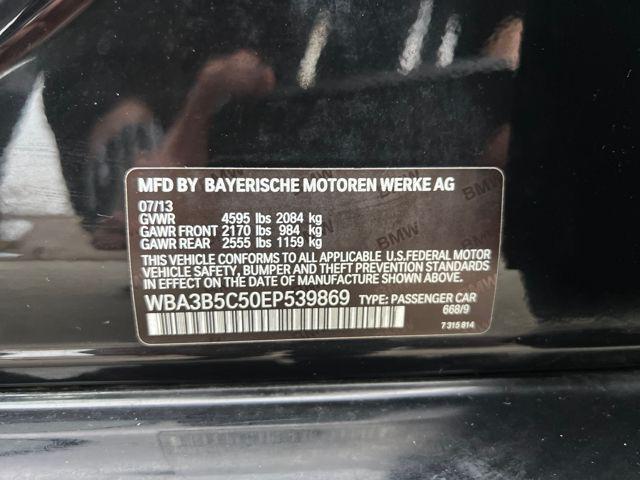 MFD BY BAYERISCHE MOTOREN WERKE AG
07/13
GVWR 4595 lbs 2084 kg
GAWR FRONT 2170 lbs 984 kg
GAWR REAR 2555 lbs 1159 kg
THIS VEHICLE CONFORMS TO ALL APPLICABLE U.S.FEDERAL MOTOR
VEHICLE SAFETY, BUMPER AND THEFT PREVENTION STANDARDS
IN EFFECT ON THE DATE OF MANUFACTURE SHOWN ABOVE.
WBA3B5C50EP539869 TYPE: PASSENGER CAR
668/9
7 315 814
BMW
BMW